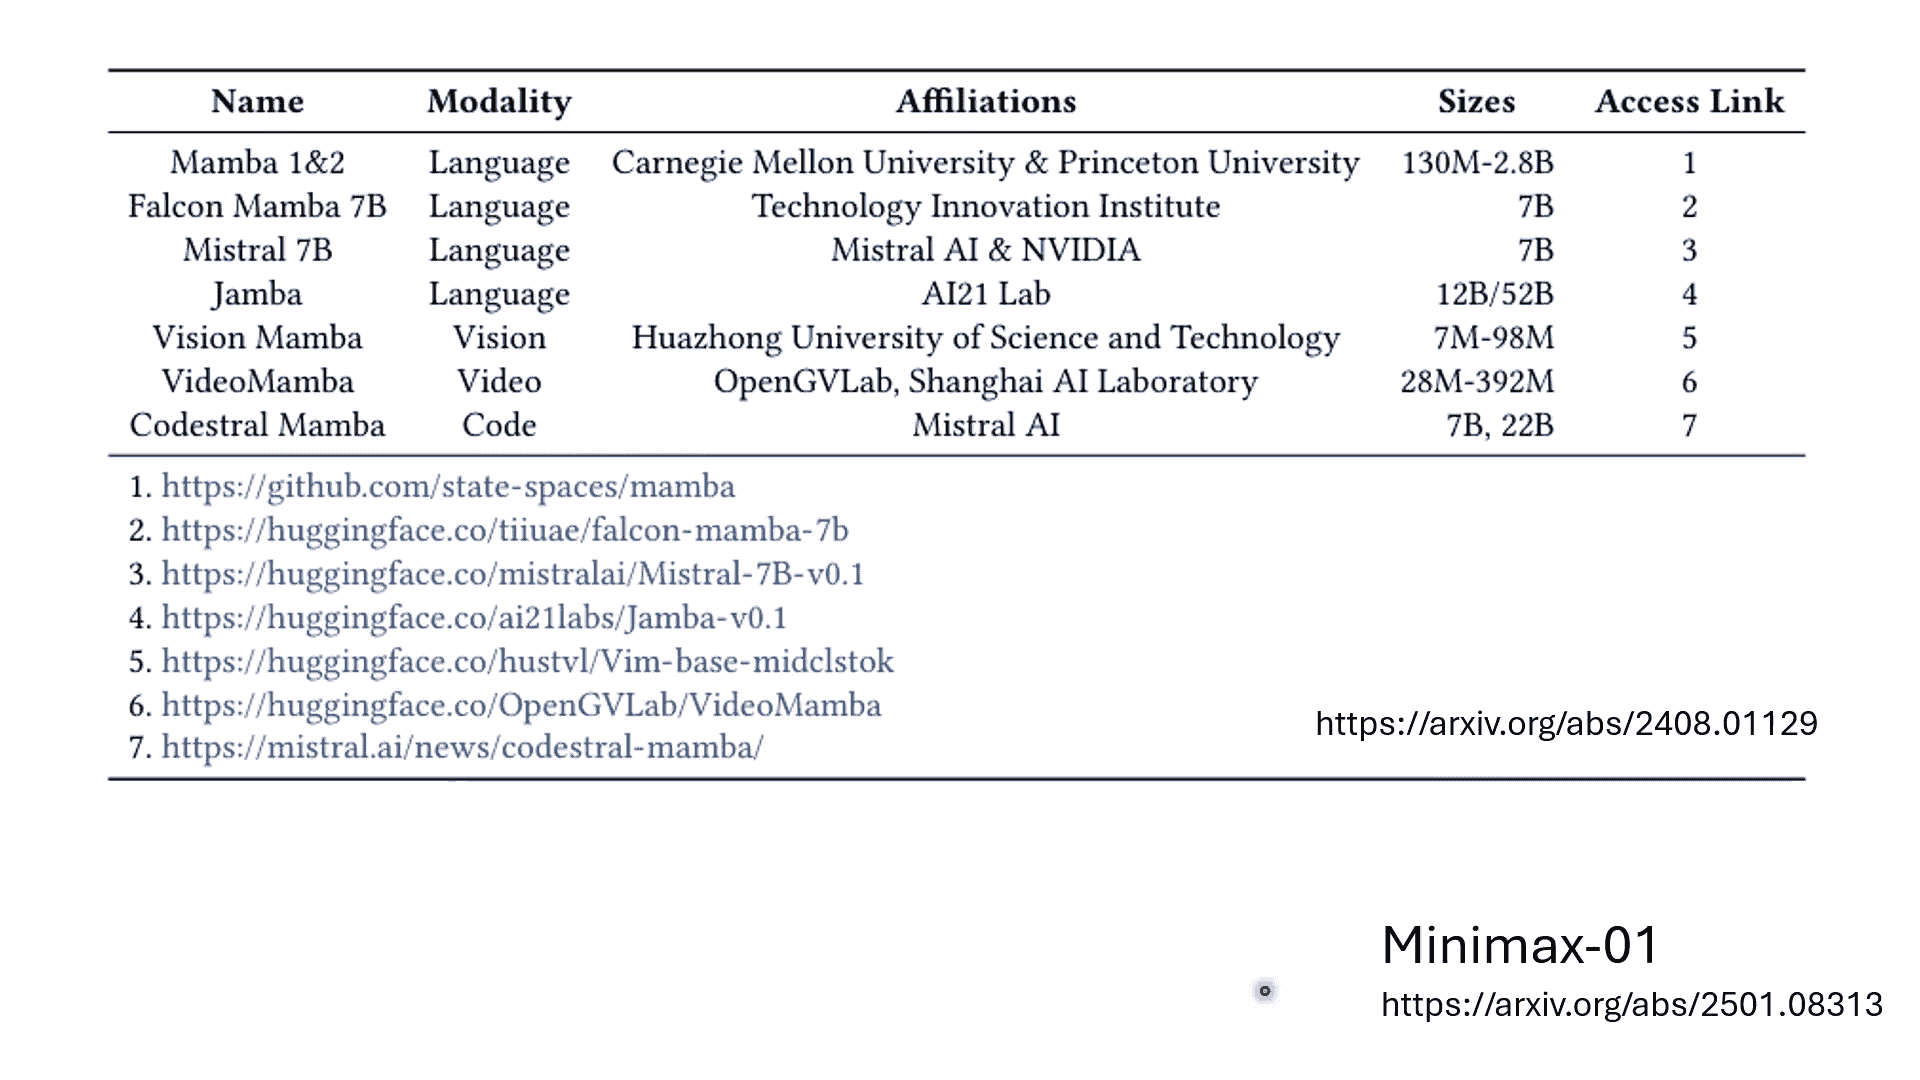 Name Modality Affiliations Sizes Access Link
Mamba 1&2 Language Carnegie Mellon University & Princeton University 130M-2.8B 1
Falcon Mamba 7B Language Technology Innovation Institute 7B 2
Mistral 7B Language Mistral AI & NVIDIA 7B 3
Jamba Language AI21 Lab 12B/52B 4
Vision Mamba Vision Huazhong University of Science and Technology 7M-98M 5
VideoMamba Video OpenGVLab, Shanghai AI Laboratory 28M-392M 6
Codestral Mamba Code Mistral AI 7B, 22B 7
1. https://github.com/state-spaces/mamba
2. https://huggingface.co/tiiuae/falcon-mamba-7b
3. https://huggingface.co/mistralai/Mistral-7B-v0.1
4. https://huggingface.co/ai21labs/Jamba-v0.1
5. https://huggingface.co/hustvl/Vim-base-midclstok
6. https://huggingface.co/OpenGVLab/VideoMamba
7. https://mistral.ai/news/codestral-mamba/
https://arxiv.org/abs/2408.01129
Minimax-01
https://arxiv.org/abs/2501.08313